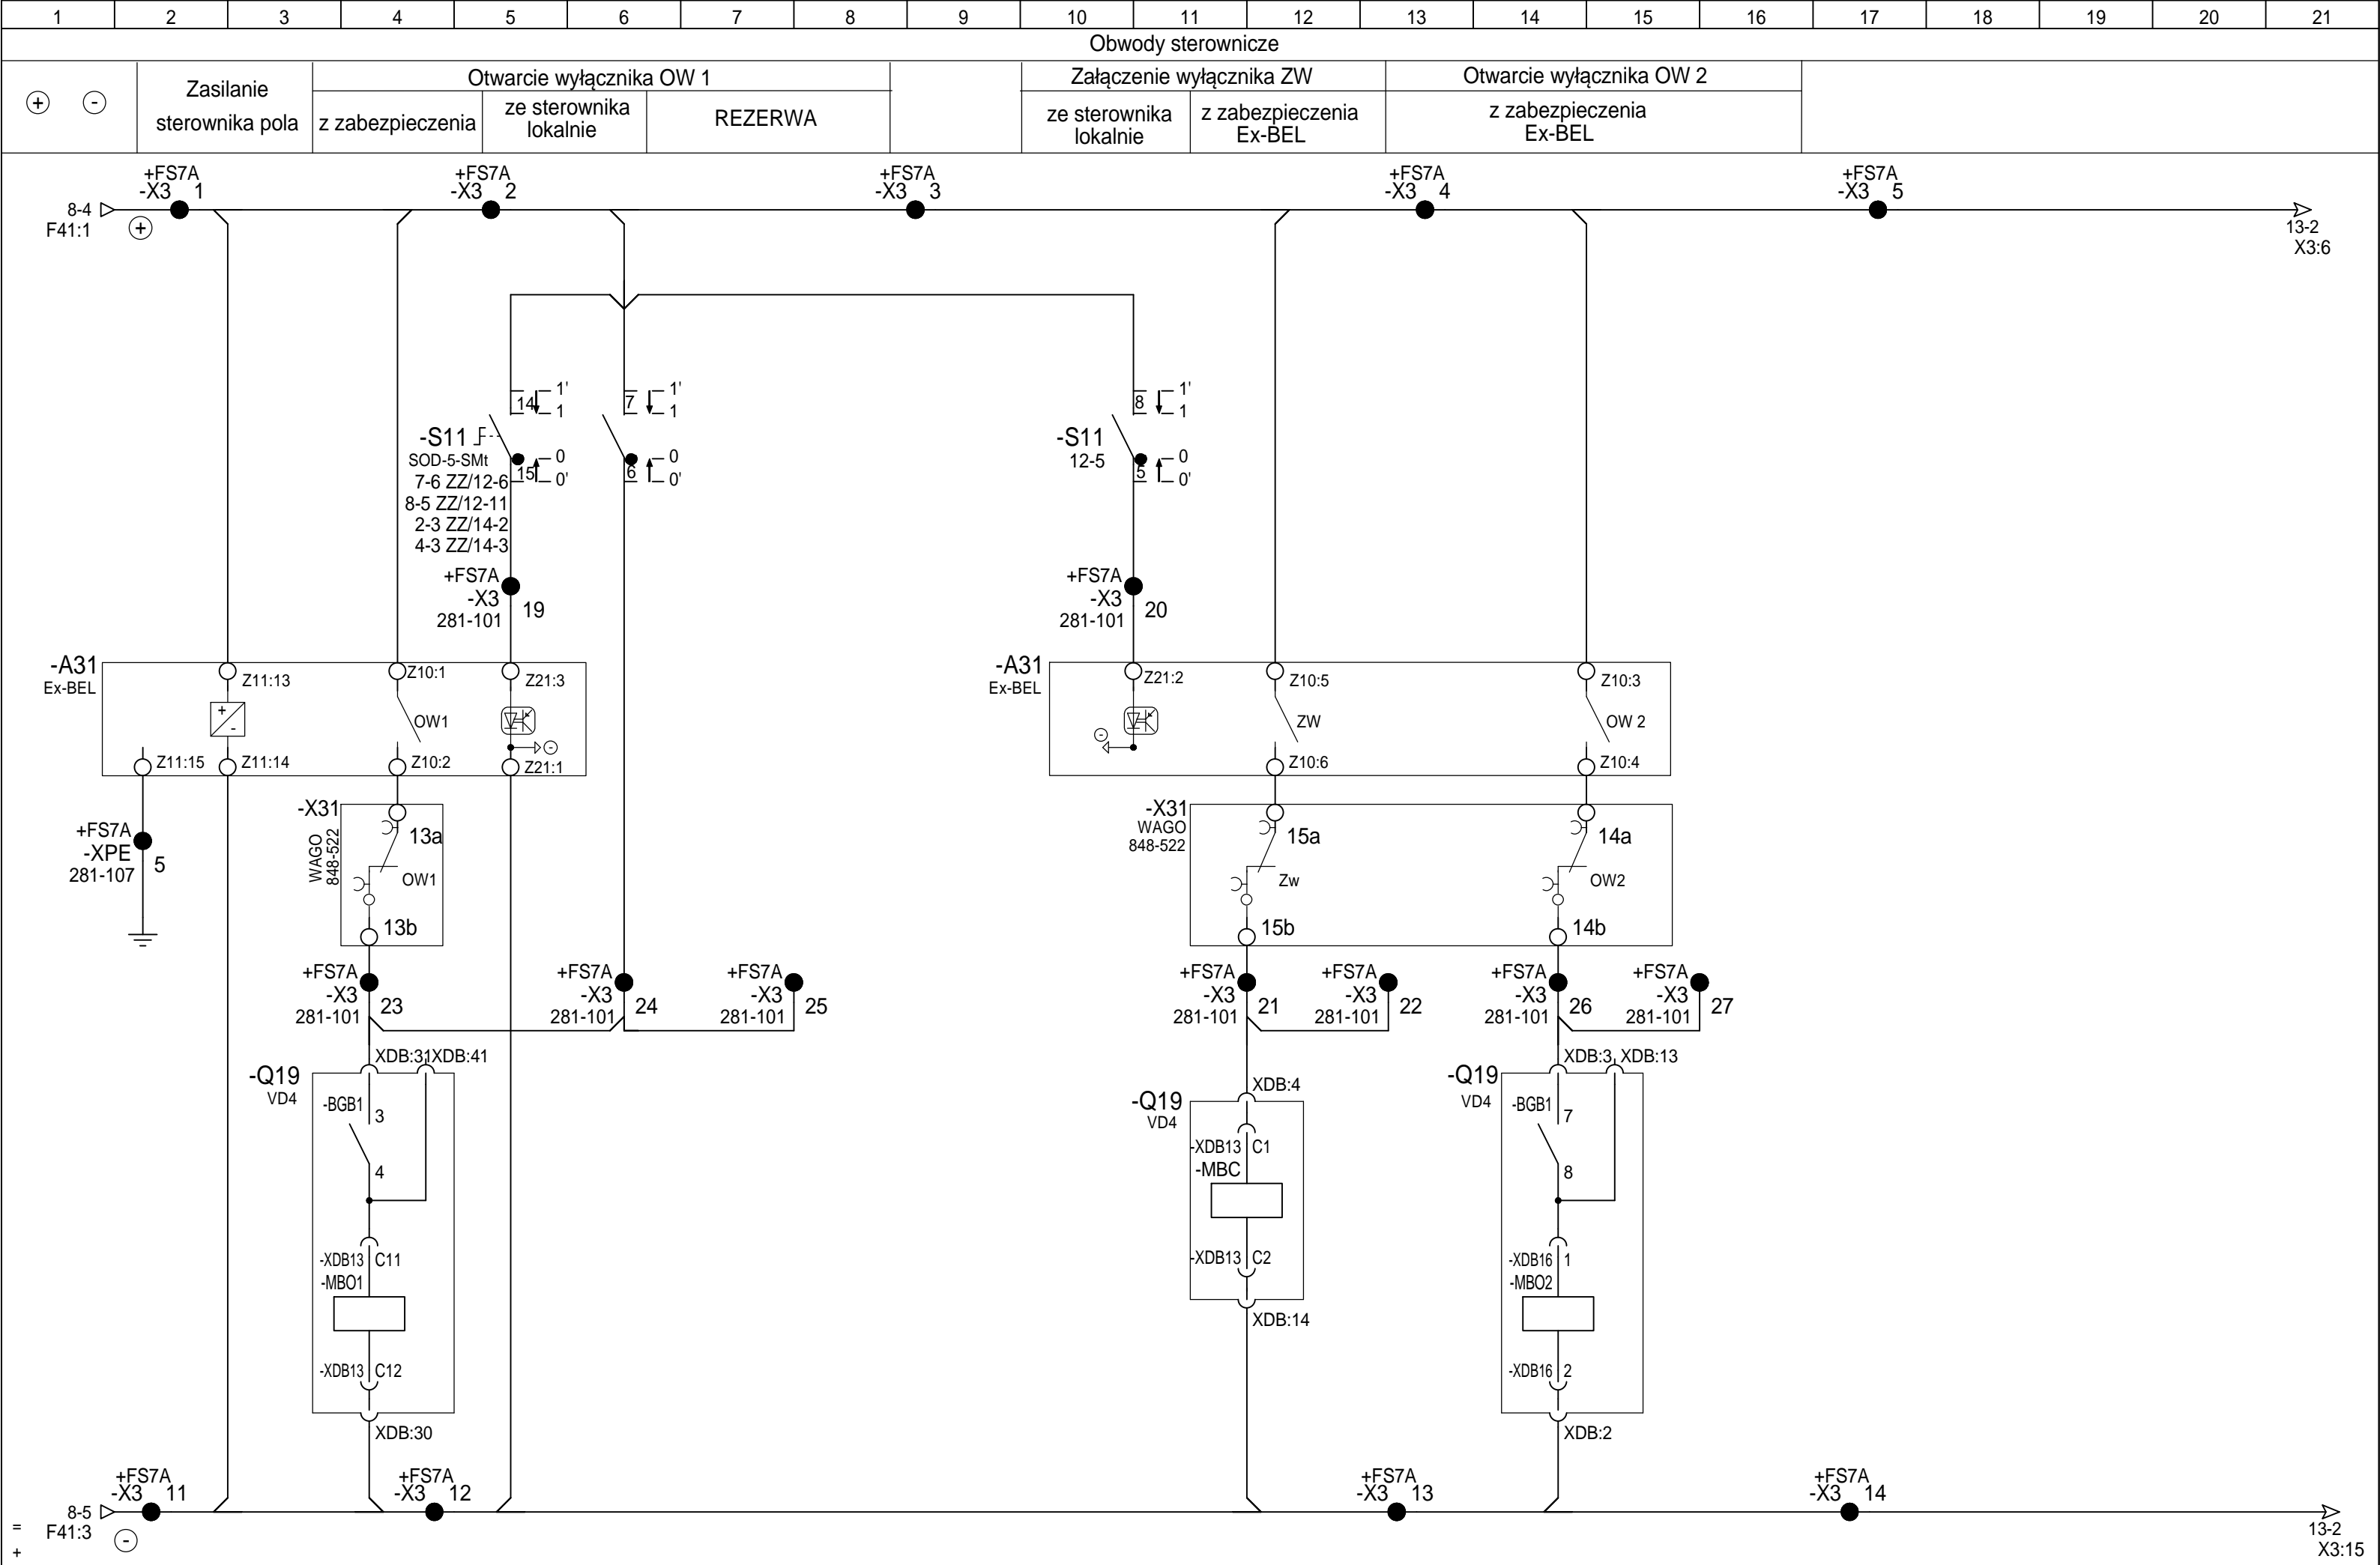 1 2 3 4 5 6 7 8 9 10 11 12 13 14 15 16 17 18 19 20 21
Obwody sterownicze
+ -
Zasilanie
sterownika pola
Otwarcie wyłącznika OW 1
z zabezpieczenia
ze sterownika
lokalnie
REZERWA
Załączenie wyłącznika ZW
ze sterownika
lokalnie
z zabezpieczenia
Ex-BEL
Otwarcie wyłącznika OW 2
z zabezpieczenia
Ex-BEL
8-4
F41:1
+
+FS7A
-X3 1
+FS7A
-X3 2
+FS7A
-X3 3
+FS7A
-X3 4
+FS7A
-X3 5
13-2
X3:6
14 1'
1
-S11
SOD-5-SMt
15 0
0'
7-6 ZZ/12-6
8-5 ZZ/12-11
2-3 ZZ/14-2
4-3 ZZ/14-3
7 1'
1
6 0
0'
8 1'
1
-S11
12-5
5 0
0'
+FS7A
-X3
281-101
19
+FS7A
-X3
281-101
20
-A31
Ex-BEL
Z11:13
Z10:1
Z21:3
+
-
OW1
-
Z11:15
Z11:14
Z10:2
Z21:1
-A31
Ex-BEL
Z21:2
Z10:5
Z10:3
-
ZW
OW 2
Z10:6
Z10:4
+FS7A
-XPE
281-107
5
-X31
WAGO
848-522
13a
OW1
13b
-X31
WAGO
848-522
15a
Zw
15b
14a
OW2
14b
+FS7A
-X3
281-101
23
+FS7A
-X3
281-101
24
+FS7A
-X3
281-101
25
+FS7A
-X3
281-101
21
+FS7A
-X3
281-101
22
+FS7A
-X3
281-101
26
+FS7A
-X3
281-101
27
XDB:31 XDB:41
-Q19
VD4
-BGB1
3
4
-XDB13 C11
-MBO1
-XDB13 C12
XDB:30
XDB:4
-Q19
VD4
-XDB13 C1
-MBC
-XDB13 C2
XDB:14
XDB:3 XDB:13
-Q19
VD4
-BGB1
7
8
-XDB16 1
-MBO2
-XDB16 2
XDB:2
8-5
F41:3
-
+FS7A
-X3 11
+FS7A
-X3 12
+FS7A
-X3 13
+FS7A
-X3 14
13-2
X3:15
=
+